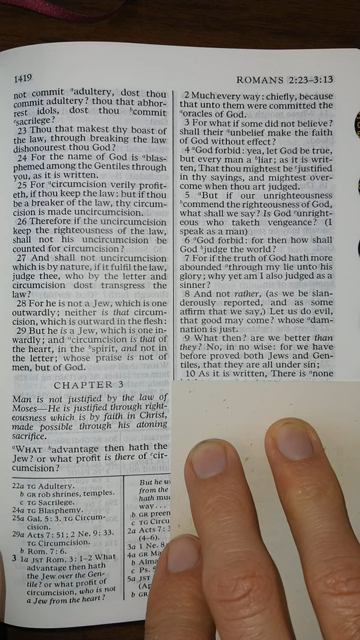 1419
ROMANS 2:23–3:13
not commit adultery, dost thou
commit adultery? thou that abhor-
rest idols, dost thou bcommit
csacrilege?
23 Thou that makest thy boast of
the law, through breaking the law
dishonourest thou God?
24 For the name of God is ablas-
phemed among the Gentiles through
you, as it is written.
25 For acircumcision verily profit-
eth, if thou keep the law: but if thou
be a breaker of the law, thy circum-
cision is made uncircumcision.
26 Therefore if the uncircumcision
keep the righteousness of the law,
shall not his uncircumcision be
counted for circumcision?
27 And shall not uncircumcision
which is by nature, if it fulfil the law,
judge thee, who by the letter and
circumcision dost transgress the
law?
28 For he is not a Jew, which is one
outwardly; neither is that circum-
cision, which is outward in the flesh:
29 But he is a Jew, which is one in-
wardly; and acircumcision is that of
the heart, in the bspirit, and not in
the letter; whose praise is not of
men, but of God.
CHAPTER 3
Man is not justified by the law of
Moses—He is justified through right-
eousness which is by faith in Christ,
made possible through his atoning
sacrifice.
aWHAT badvantage then hath the
Jew? or what profit is there of cir-
cumcision?
2 Much every way: chiefly, because
that unto them were committed the
oracles of God.
3 For what if some did not believe?
shall their unbelief make the faith
of God without effect?
4 God forbid: yea, let God be true,
but every man a liar; as it is writ-
ten, That thou mightest be justified
in thy sayings, and mightest over-
come when thou art judged.
5 But if our unrighteousness
commend the righteousness of God,
what shall we say? Is God unright-
eous who taketh vengeance? (I
speak as a man)
6 God forbid: for then how shall
God judge the world?
7 For if the truth of God hath more
abounded through my lie unto his
glory; why yet am I also judged as a
sinner?
8 And not rather, (as we be slan-
derously reported, and as some
affirm that we say,) Let us do evil,
that good may come? whose dam-
nation is just.
9 What then? are we better than
they? No, in no wise: for we have
before proved both Jews and Gen-
tiles, that they are all under sin;
10 As it is written, There is none
22a TG Adultery.
b GR rob shrines, temples.
c TG Sacrilege.
24a TG Blasphemy.
25a Gal. 5:3. TG Circum-
cision.
29a Acts 7:51; 2 Ne. 9:33.
TG Circumcision.
b Rom. 7:6.
3 1a JST Rom. 3:1–2 What
advantage then hath
the Jew over the Gen-
tile? or what profit of
circumcision, who is not
a Jew from the heart?
But he
from the
hath
way
b GR
c TG
2a Acts 7:
(4–6).
3a 1 Ne.
4a GR
b Alma
c Ps.
5a JST
b GR